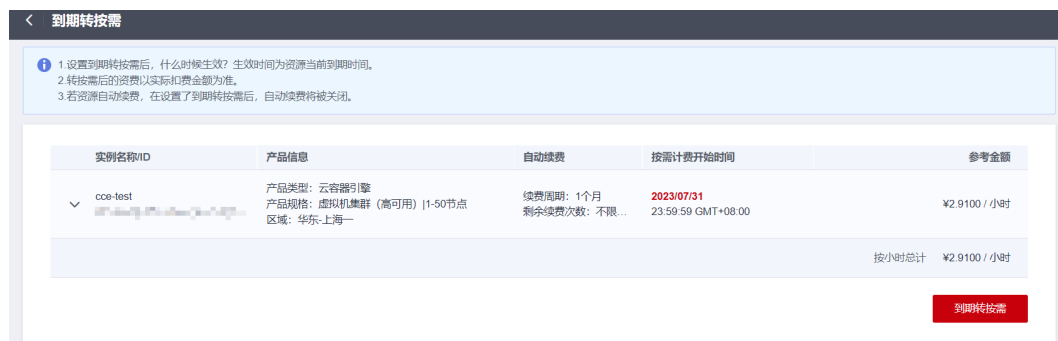 到期转按需
1.设置到期转按需后，什么时候生效？生效时间为资源当前到期时间。
2.转按需后的资费以实际扣费金额为准。
3.若资源自动续费，在设置了到期转按需后，自动续费将被关闭。
实例名称/ID 产品信息 自动续费 按需计费开始时间 参考金额
cce-test
产品类型：云容器引擎
产品规格：虚拟机集群（高可用）|1-50节点
区域：华东-上海一
续费周期：1个月
剩余续费次数：不限...
2023/07/31
23:59:59 GMT+08:00
¥2.9100 / 小时
按小时总计 ¥2.9100 / 小时
到期转按需